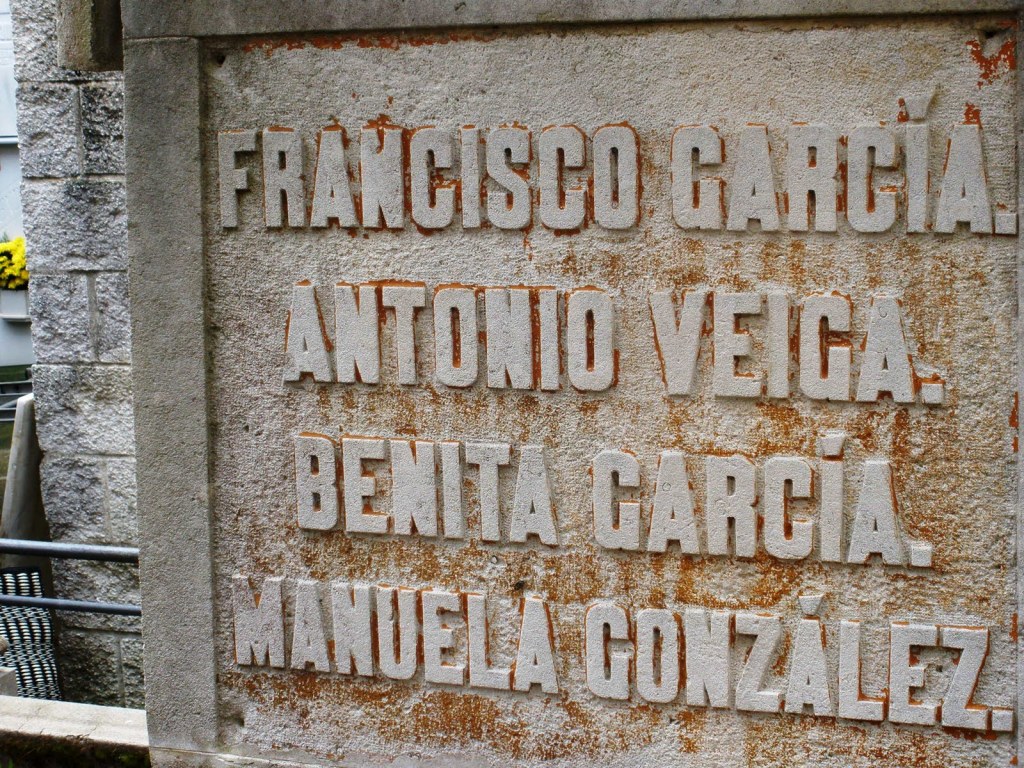 FRANCISCO GARCÍA.
ANTONIO VEIGA.
BENITA GARCÍA.
MANUELA GONZÁLEZ.